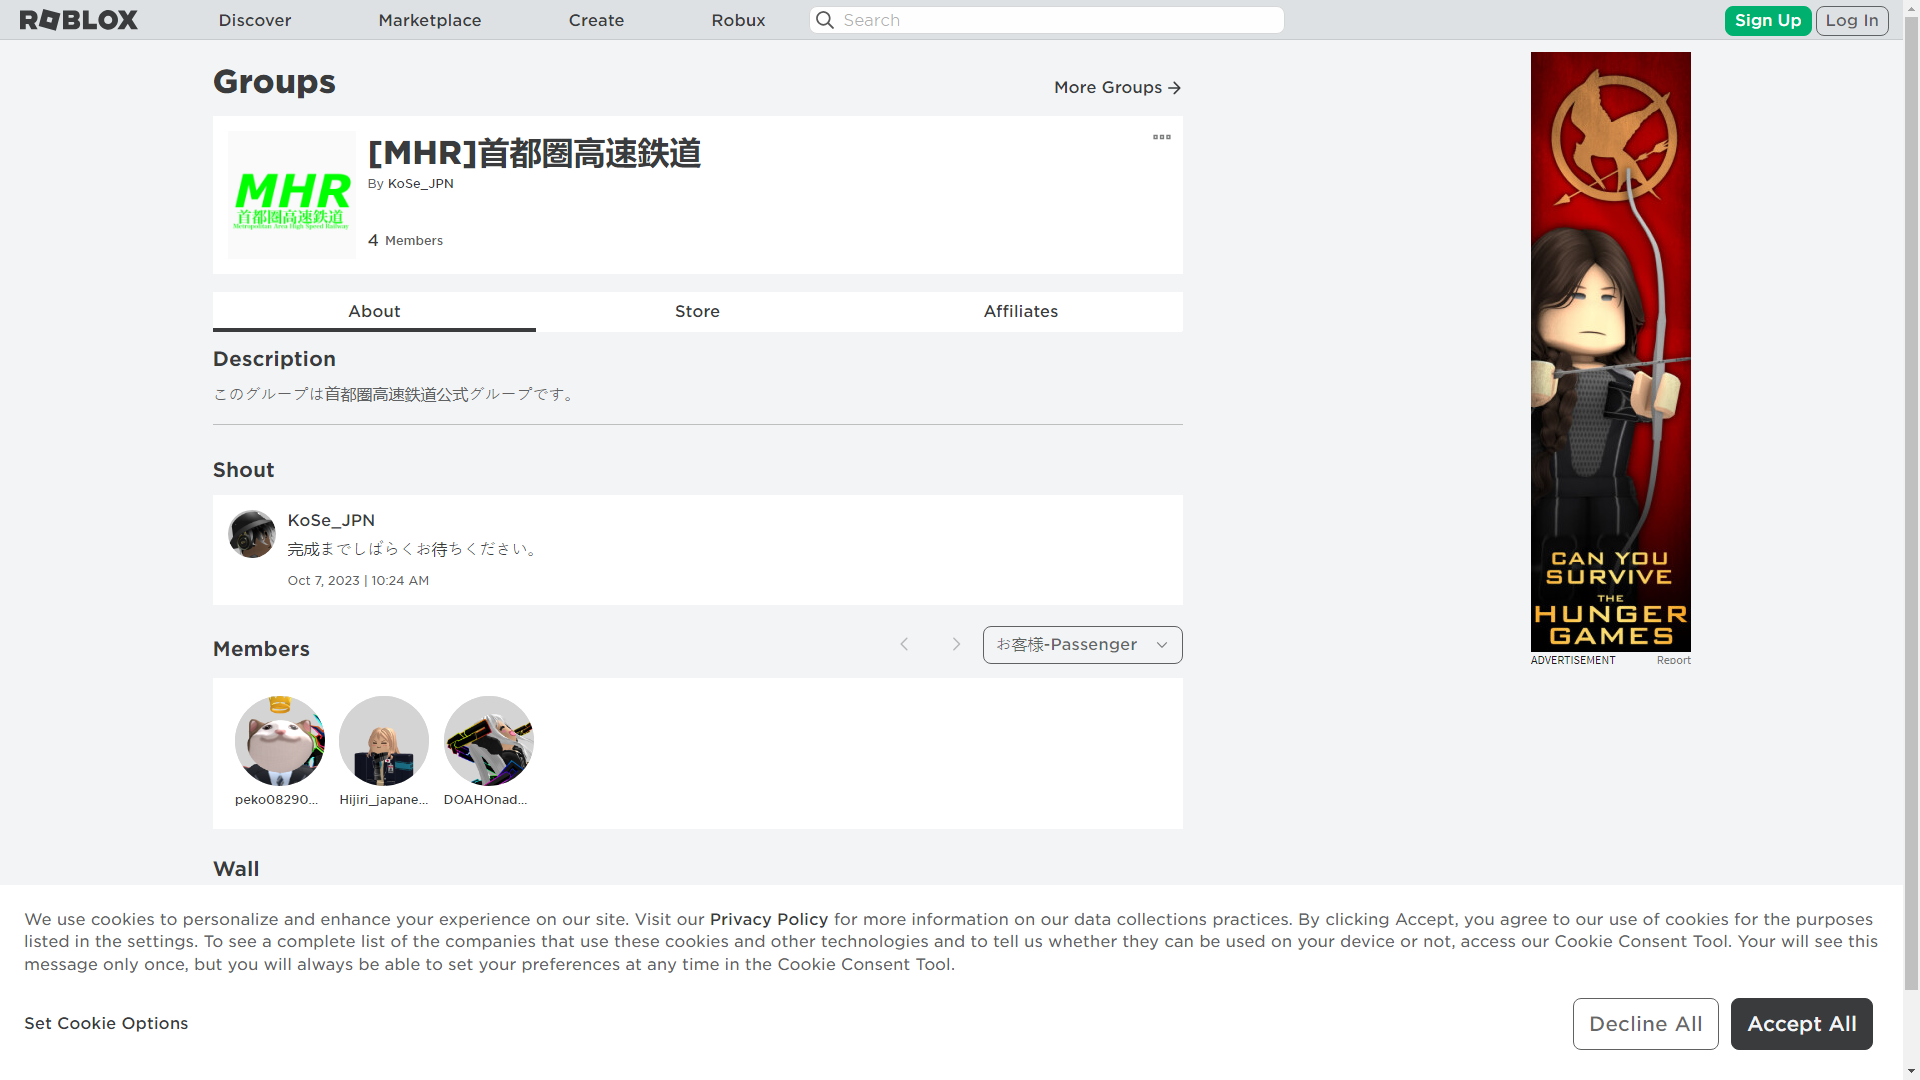 ROBLOX
Discover
Marketplace
Create
Robux
Search
Sign Up
Log In
Groups
More Groups
MHR
首都圏高速鉄道
Metropolitan Area High Speed Railway
[MHR]首都圏高速鉄道
By KoSe_JPN
4 Members
About
Store
Affiliates
Description
このグループは首都圏高速鉄道公式グループです。
Shout
KoSe_JPN
完成までしばらくお待ちください。
Oct 7, 2023 | 10:24 AM
Members
お客様-Passenger
peko08290...
Hijiri_japane...
DOAHOnad...
Wall
CAN YOU
SURVIVE
THE
HUNGER
GAMES
ADVERTISEMENT
Report
We use cookies to personalize and enhance your experience on our site. Visit our Privacy Policy for more information on our data collections practices. By clicking Accept, you agree to our use of cookies for the purposes
listed in the settings. To see a complete list of the companies that use these cookies and other technologies and to tell us whether they can be used on your device or not, access our Cookie Consent Tool. Your will see this
message only once, but you will always be able to set your preferences at any time in the Cookie Consent Tool.
Set Cookie Options
Decline All
Accept All